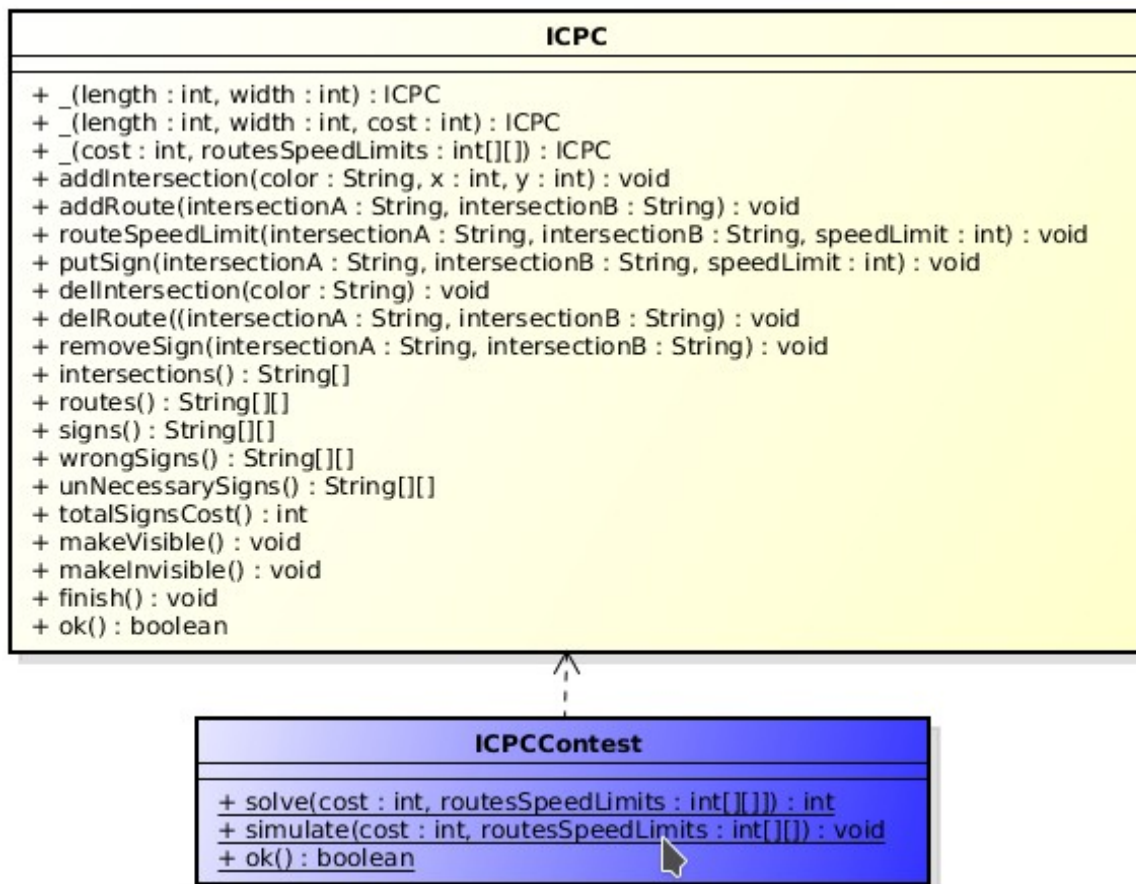 ICPC
+ _(length : int, width : int) : ICPC
+ _(length : int, width : int, cost : int) : ICPC
+ _(cost : int, routesSpeedLimits : int[][]) : ICPC
+ addIntersection(color : String, x : int, y : int) : void
+ addRoute(intersectionA : String, intersectionB : String) : void
+ routeSpeedLimit(intersectionA : String, intersectionB : String, speedLimit : int) : void
+ putSign(intersectionA : String, intersectionB : String, speedLimit : int) : void
+ delIntersection(color : String) : void
+ delRoute((intersectionA : String, intersectionB : String) : void
+ removeSign(intersectionA : String, intersectionB : String) : void
+ intersections() : String[]
+ routes() : String[][]
+ signs() : String[][]
+ wrongSigns() : String[][]
+ unNecessarySigns() : String[][]
+ totalSignsCost() : int
+ makeVisible() : void
+ makeInvisible() : void
+ finish() : void
+ ok() : boolean
ICPCContest
+ solve(cost : int, routesSpeedLimits : int[][]]) : int
+ simulate(cost : int, routesSpeedLimits : int[][]) : void
+ ok() : boolean